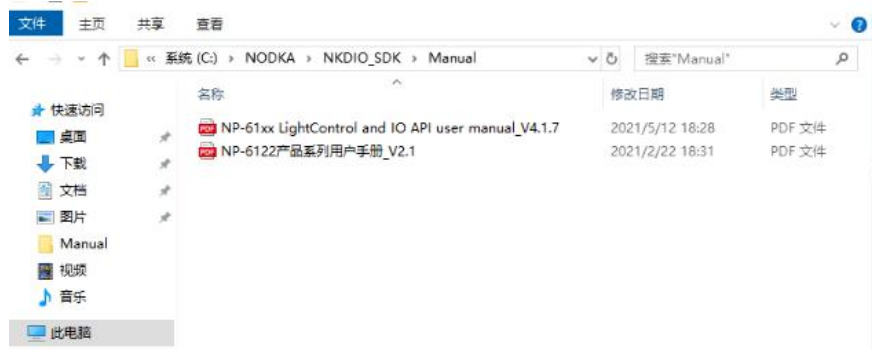 文件 主页 共享 查看
« 系统 (C:) › NODKA › NKDIO_SDK › Manual 搜索"Manual"
名称 修改日期 类型
快速访问
桌面
下载
文档
图片
Manual
视频
音乐
此电脑
NP-61xx LightControl and IO API user manual_V4.1.7 2021/5/12 18:28 PDF 文件
NP-6122产品系列用户手册_V2.1 2021/2/22 18:31 PDF 文件